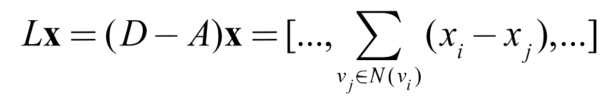 Lx = (D − A)x = [..., ∑_{v_j∈N(v_i)} (x_i − x_j),...]